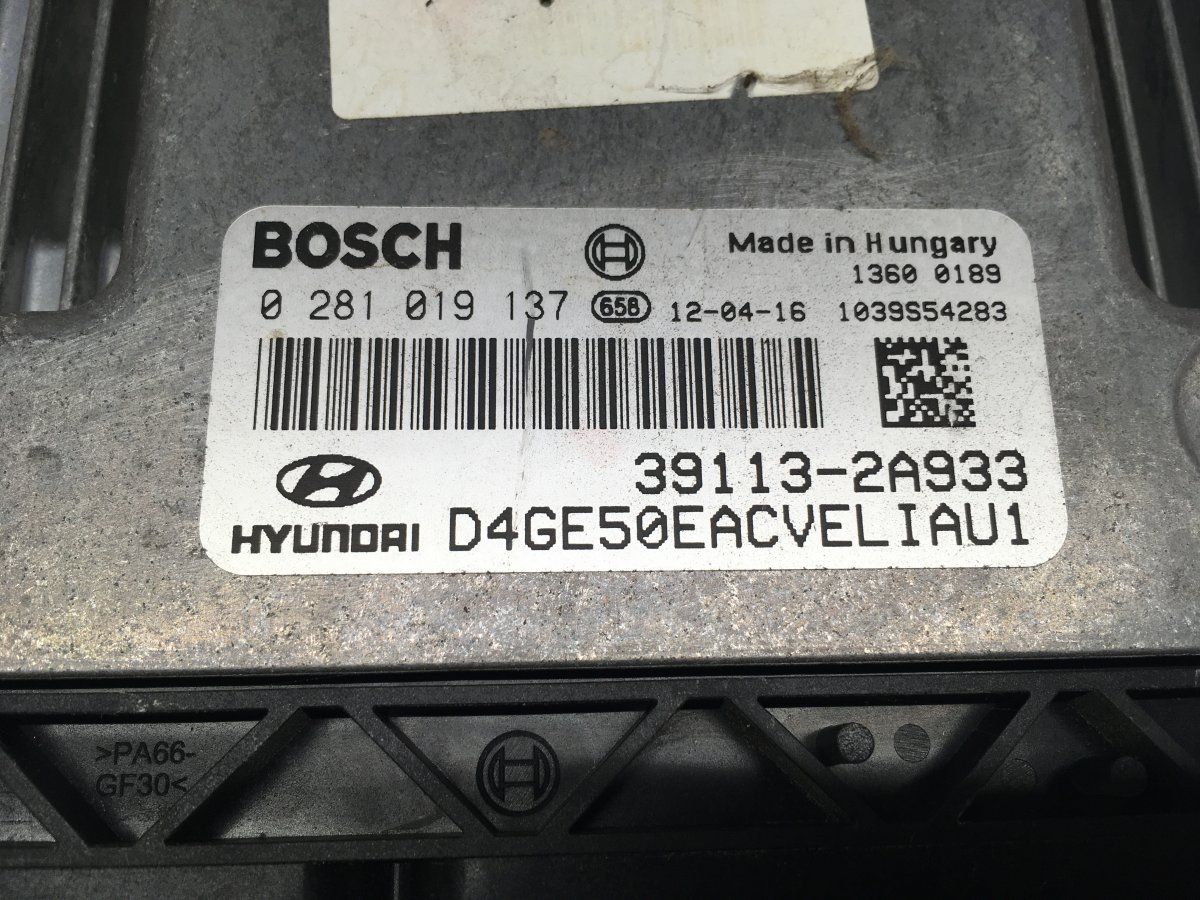 BOSCH
Made in Hungary
1360 0189
0 281 019 137 658 12-04-16 1039S54283
39113-2A933
HYUNDAI D4GE50EACVELIAU1
>PA66-
GF30<